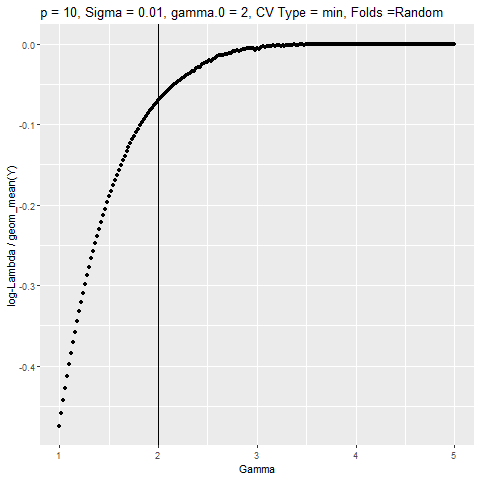 p = 10, Sigma = 0.01, gamma.0 = 2, CV Type = min, Folds =Random
log-Lambda / geom_mean(Y)
0.0
-0.1
-0.2
-0.3
-0.4
1 2 3 4 5
Gamma